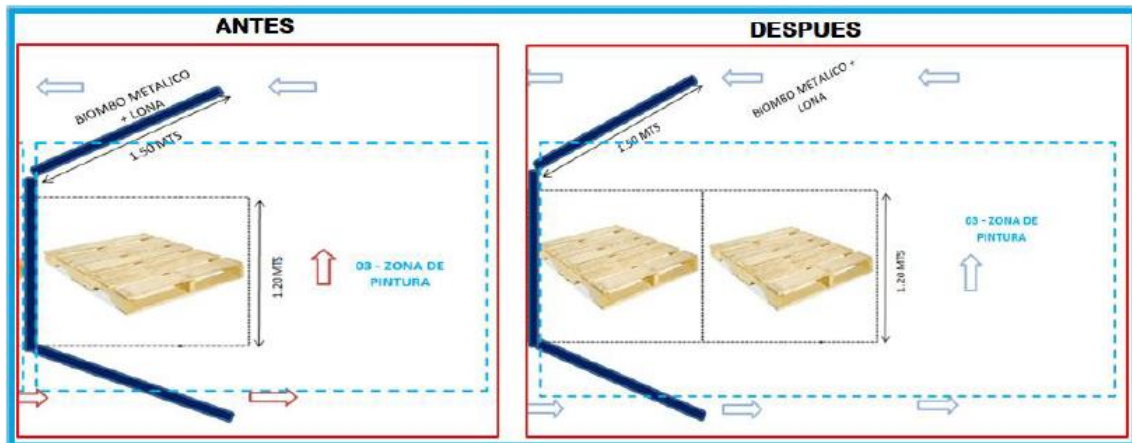 ANTES
BIOMBO METALICO
+ LONA
1.50 MTS
1.20 MTS
03 - ZONA DE
PINTURA
DESPUES
BIOMBO METALICO +
LONA
1.50 MTS
1.20 MTS
03 - ZONA DE
PINTURA